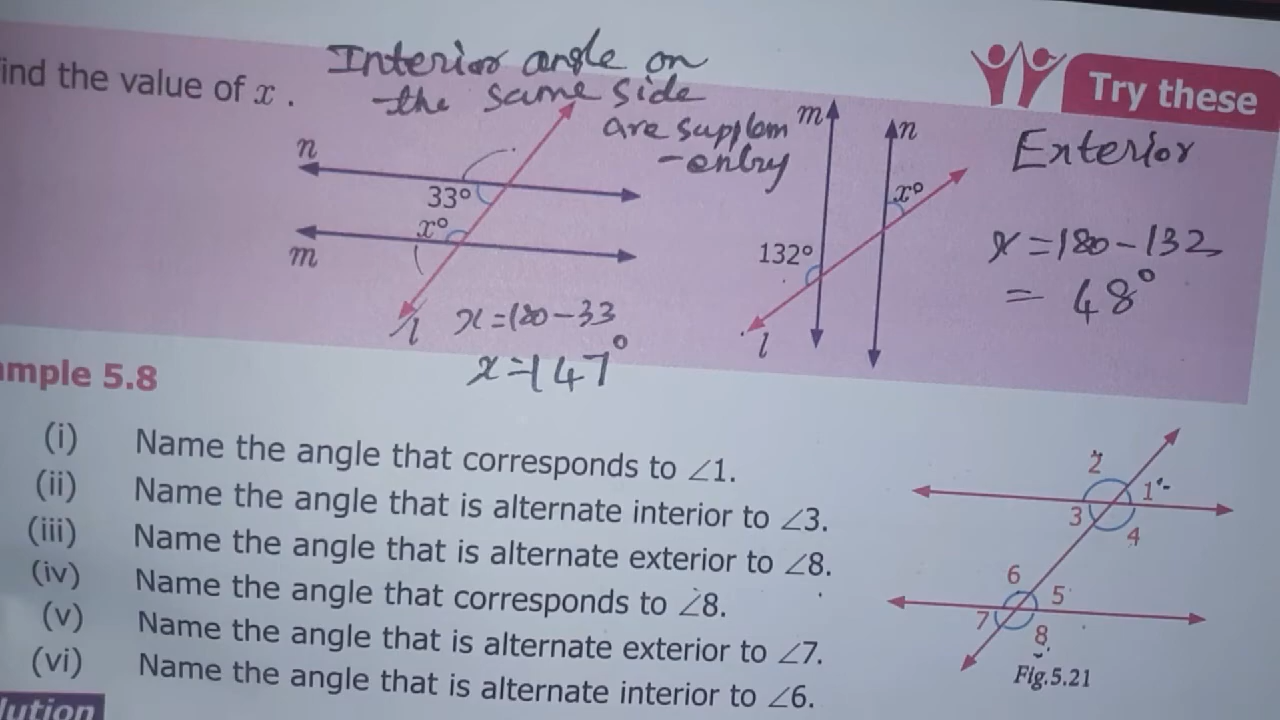 Interior angle on
ind the value of x .
the same side
are supplem
-entry
Try these
n
33°
x°
m
l
x=180-33
x=147°
m
n
x°
132°
l
Exterior
x=180-132
= 48°
mple 5.8
(i) Name the angle that corresponds to ∠1.
(ii) Name the angle that is alternate interior to ∠3.
(iii) Name the angle that is alternate exterior to ∠8.
(iv) Name the angle that corresponds to ∠8.
(v) Name the angle that is alternate exterior to ∠7.
(vi) Name the angle that is alternate interior to ∠6.
2
1
3
4
6
5
7
8
Fig.5.21
lution